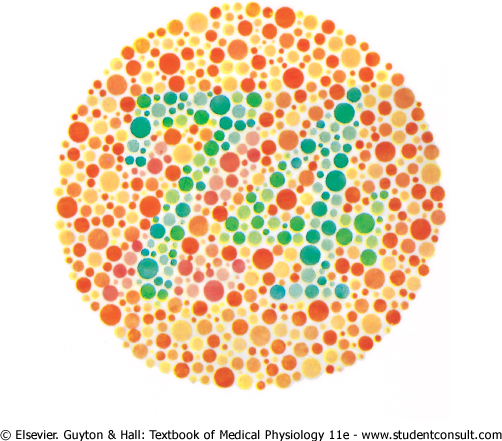 74
© Elsevier. Guyton & Hall: Textbook of Medical Physiology 11e - www.studentconsult.com